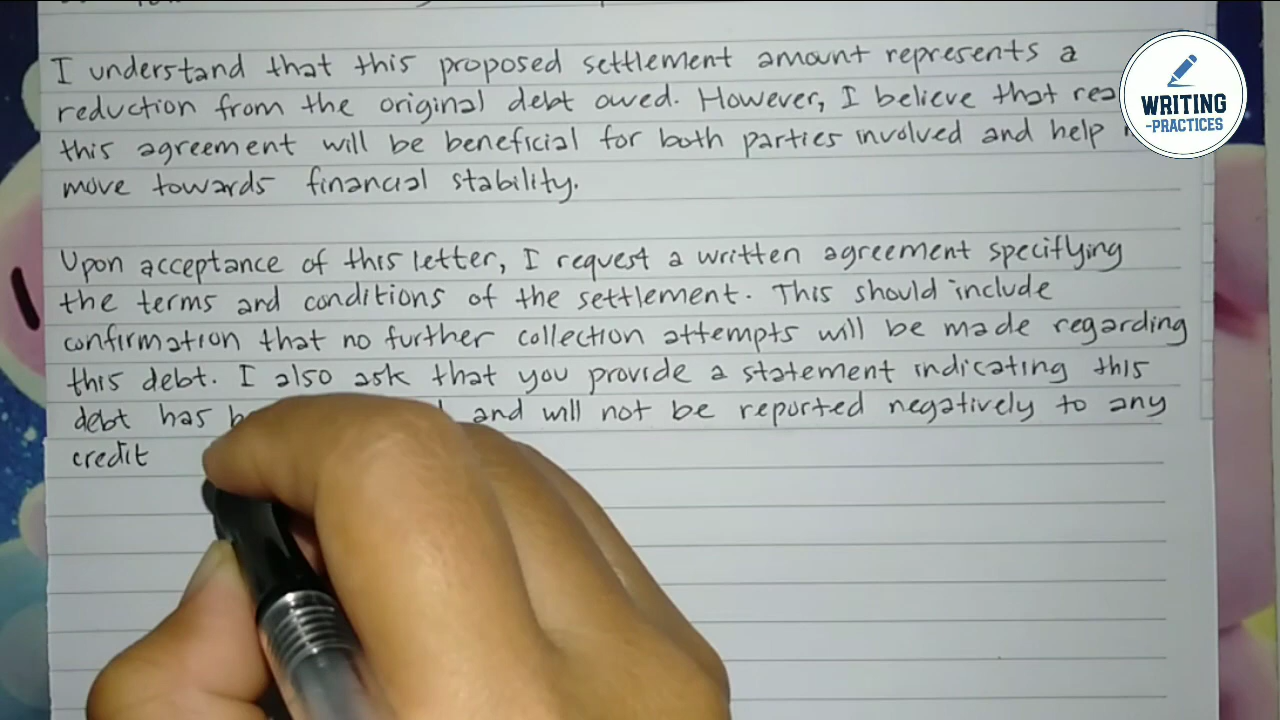 I understand that this proposed settlement amount represents a
reduction from the original debt owed. However, I believe that
this agreement will be beneficial for both parties involved and help
move towards financial stability.
Upon acceptance of this letter, I request a written agreement specifying
the terms and conditions of the settlement. This should include
confirmation that no further collection attempts will be made regarding
this debt. I also ask that you provide a statement indicating this
debt has and will not be reported negatively to any
credit
WRITING
-PRACTICES